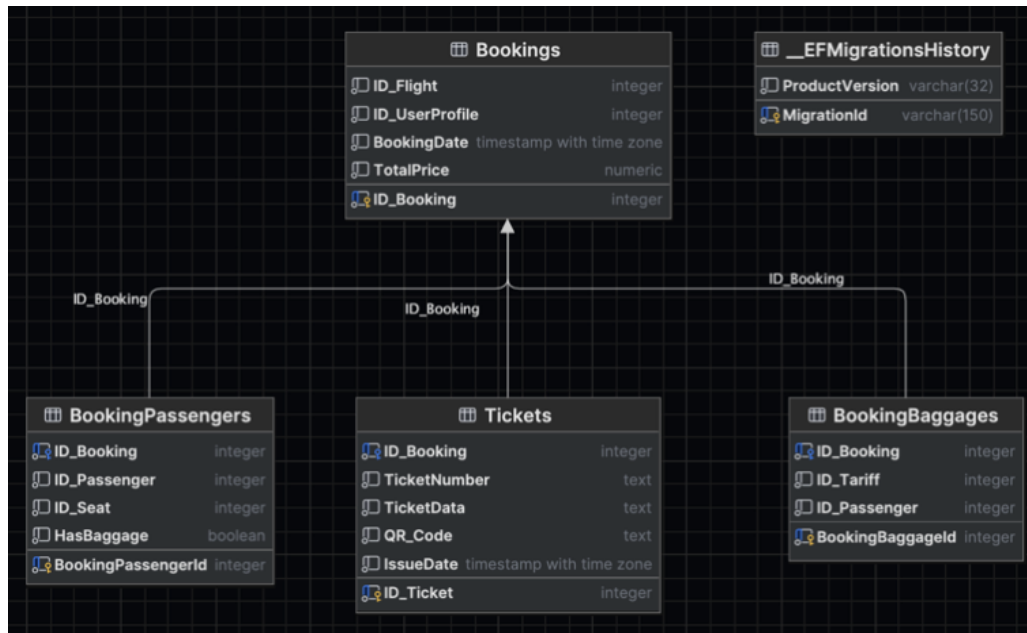 Bookings
ID_Flight integer
ID_UserProfile integer
BookingDate timestamp with time zone
TotalPrice numeric
ID_Booking integer
__EFMigrationsHistory
ProductVersion varchar(32)
MigrationId varchar(150)
ID_Booking
ID_Booking
ID_Booking
BookingPassengers
ID_Booking integer
ID_Passenger integer
ID_Seat integer
HasBaggage boolean
BookingPassengerId integer
Tickets
ID_Booking integer
TicketNumber text
TicketData text
QR_Code text
IssueDate timestamp with time zone
ID_Ticket integer
BookingBaggages
ID_Booking integer
ID_Tariff integer
ID_Passenger integer
BookingBaggageId integer